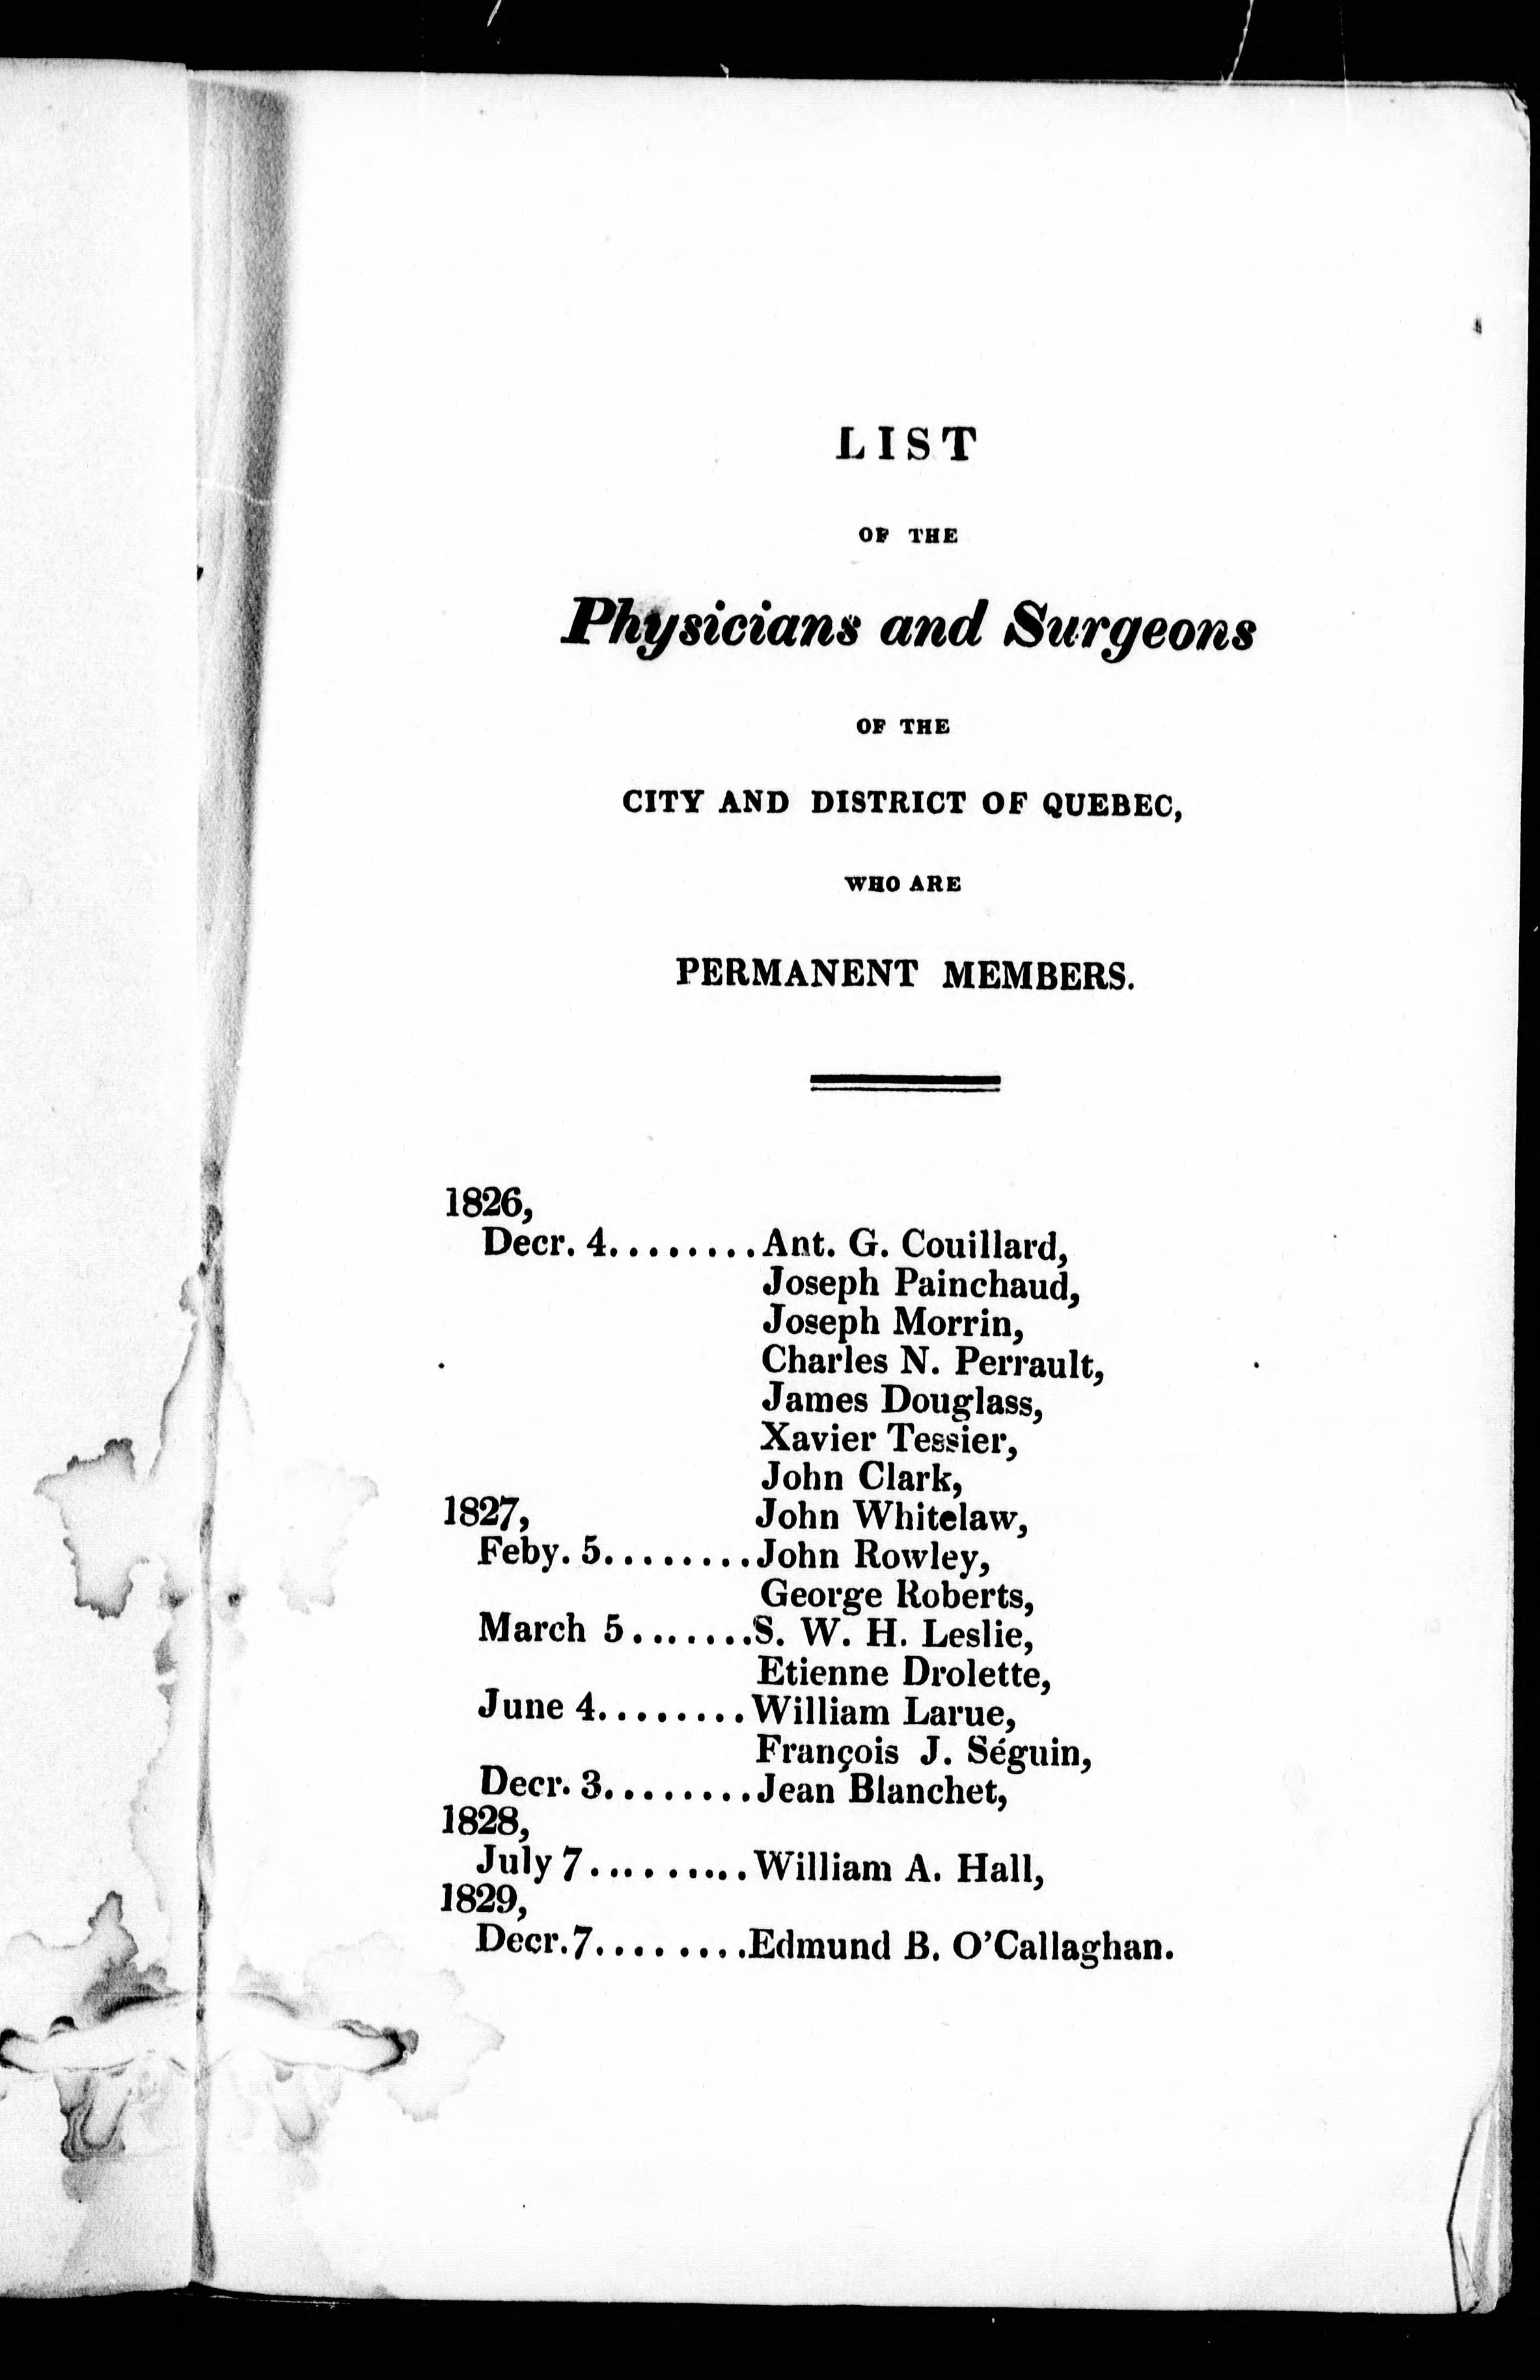 LIST
OF THE
Physicians and Surgeons
OF THE
CITY AND DISTRICT OF QUEBEC,
WHO ARE
PERMANENT MEMBERS.
1826,
Decr. 4........Ant. G. Couillard,
Joseph Painchaud,
Joseph Morrin,
Charles N. Perrault,
James Douglass,
Xavier Tessier,
John Clark,
1827, John Whitelaw,
Feby. 5........John Rowley,
George Roberts,
March 5.......S. W. H. Leslie,
Etienne Drolette,
June 4........William Larue,
François J. Séguin,
Decr. 3........Jean Blanchet,
1828,
July 7.........William A. Hall,
1829,
Decr. 7........Edmund B. O'Callaghan.